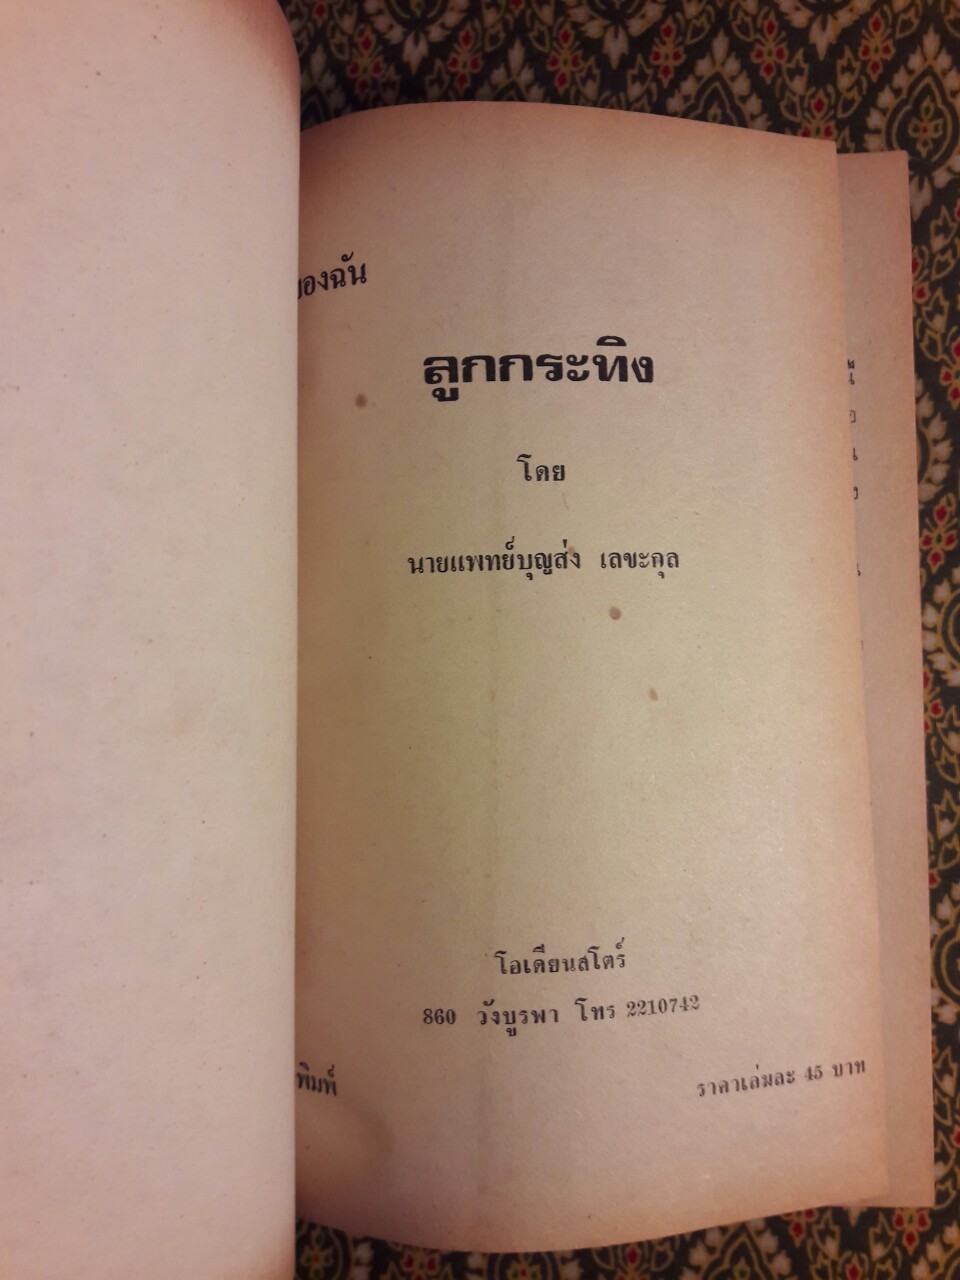 ของฉัน
ลูกกระทิง
โดย
นายแพทย์บุญส่ง เลขะกุล
โอเดียนสโตร์
860 วังบูรพา โทร 2210742
พิมพ์
ราคาเล่มละ 45 บาท